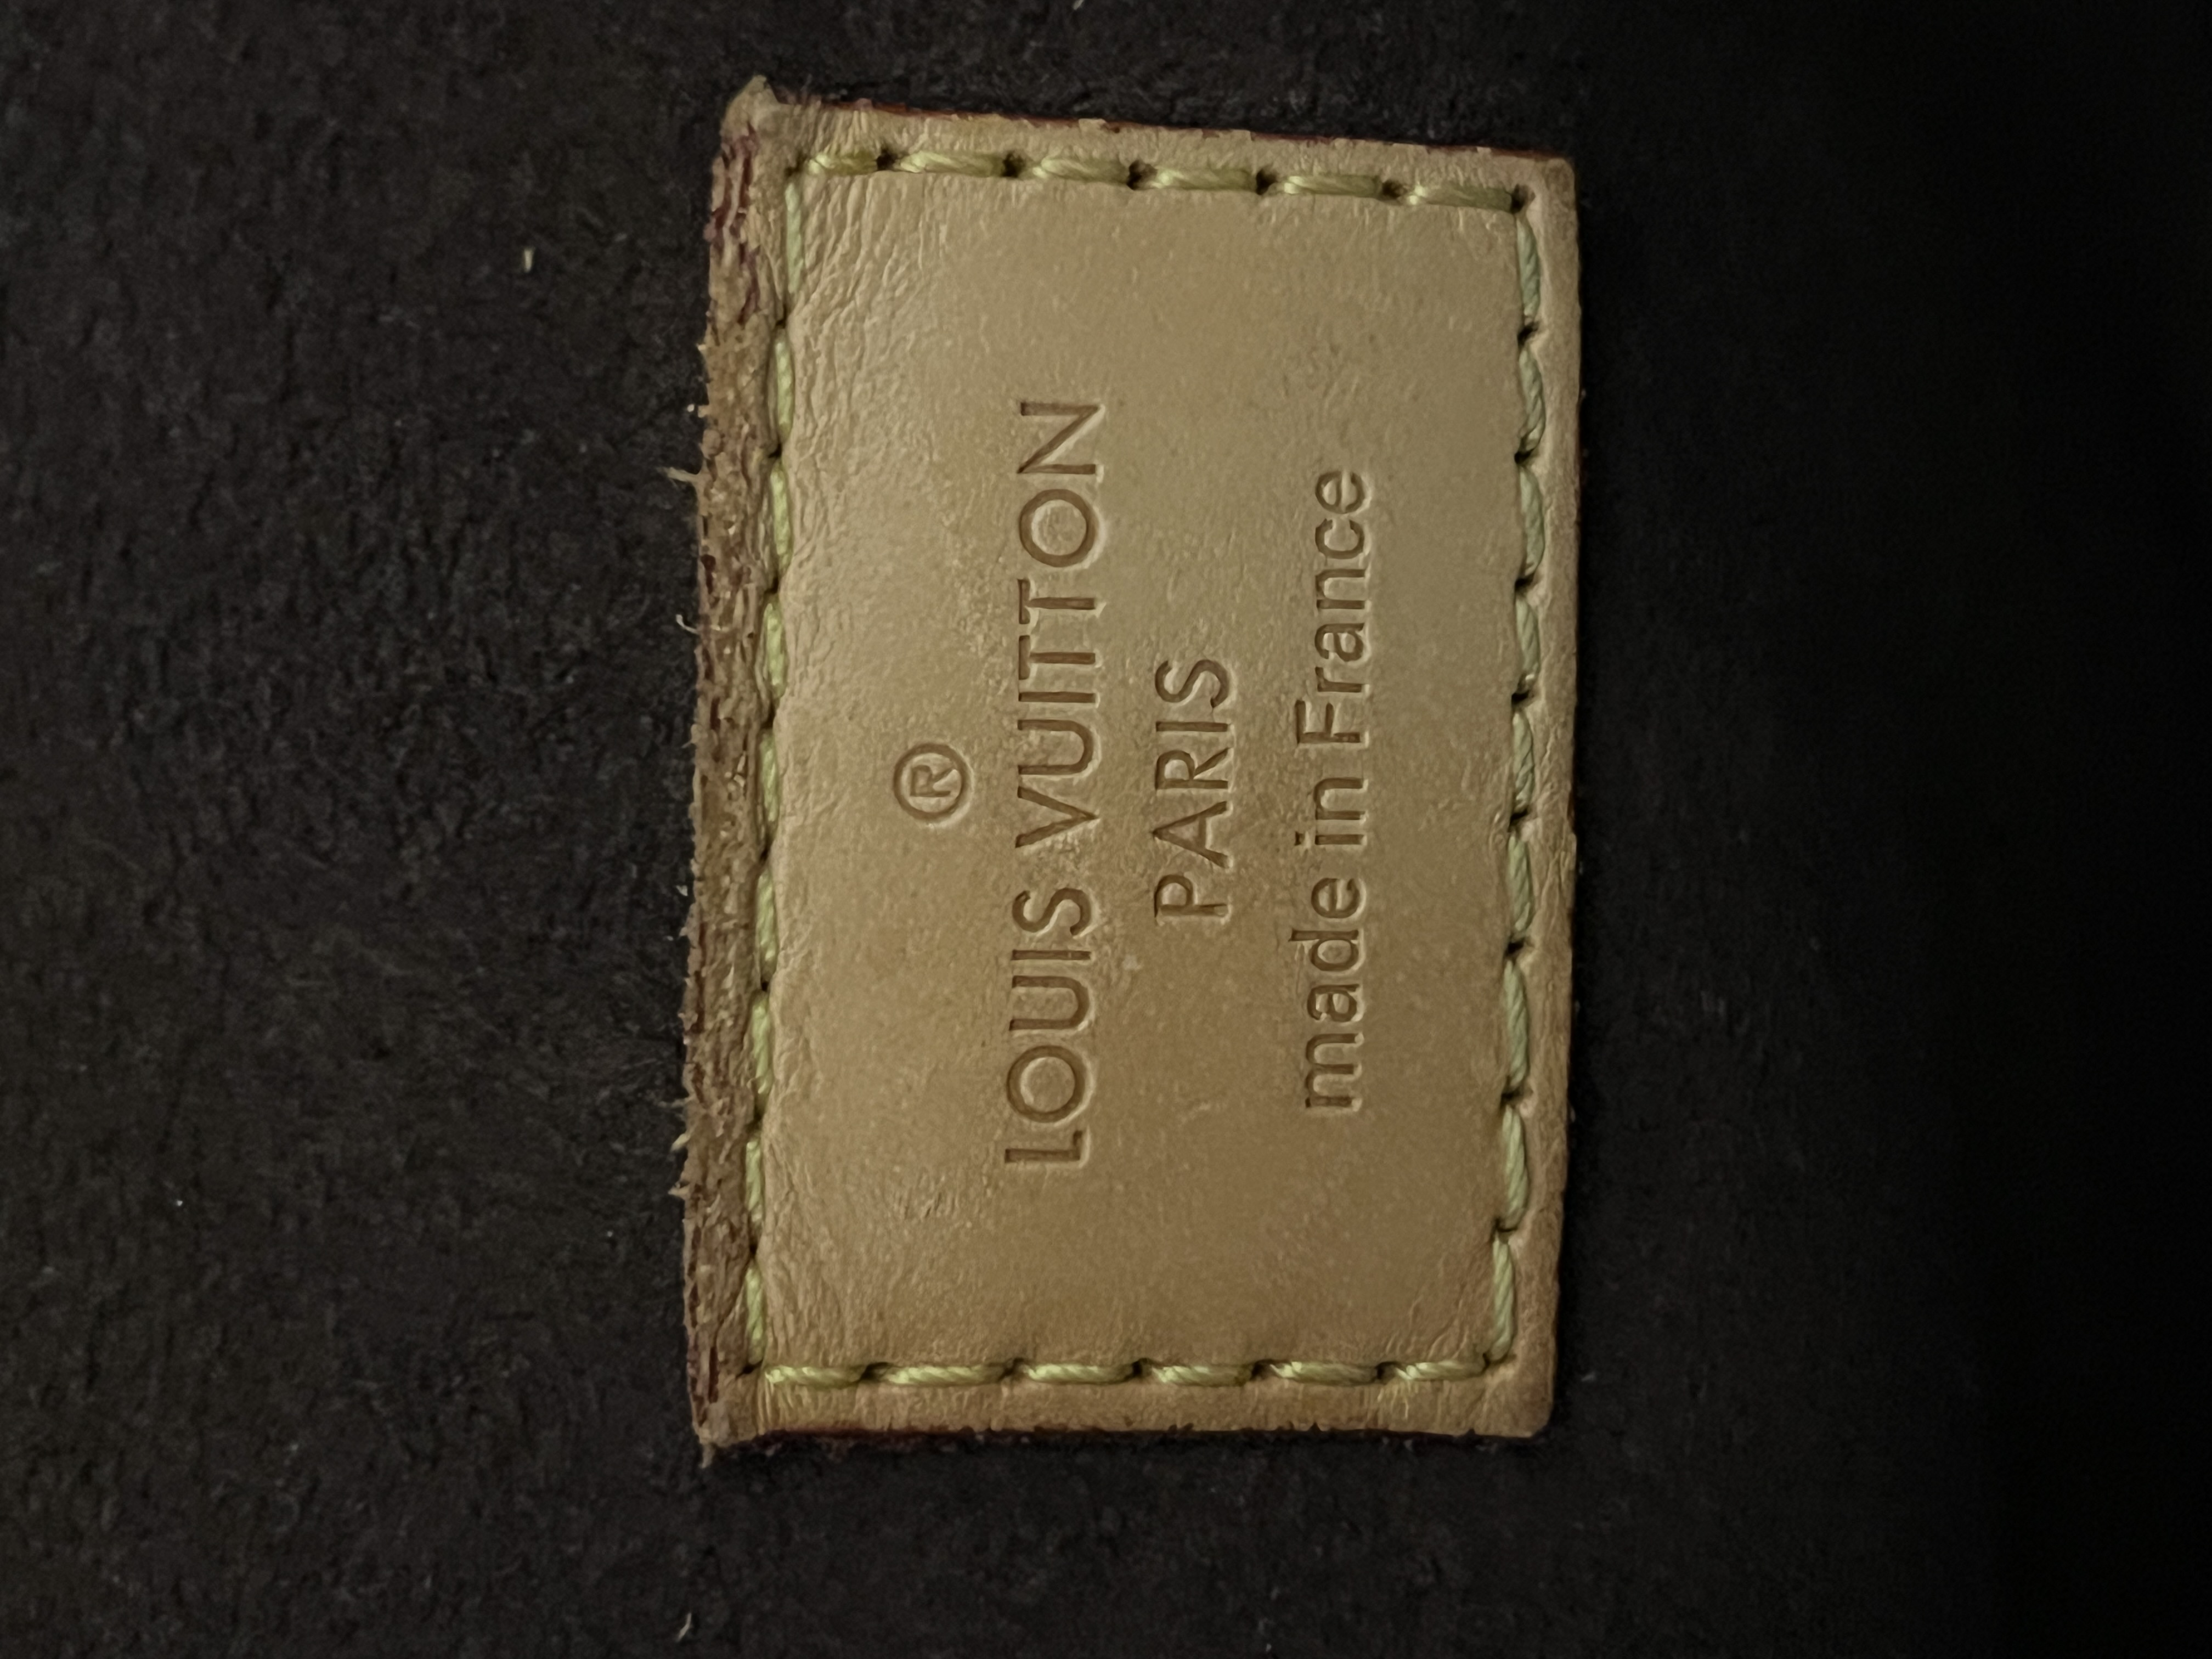 ®
LOUIS VUITTON
PARIS
made in France